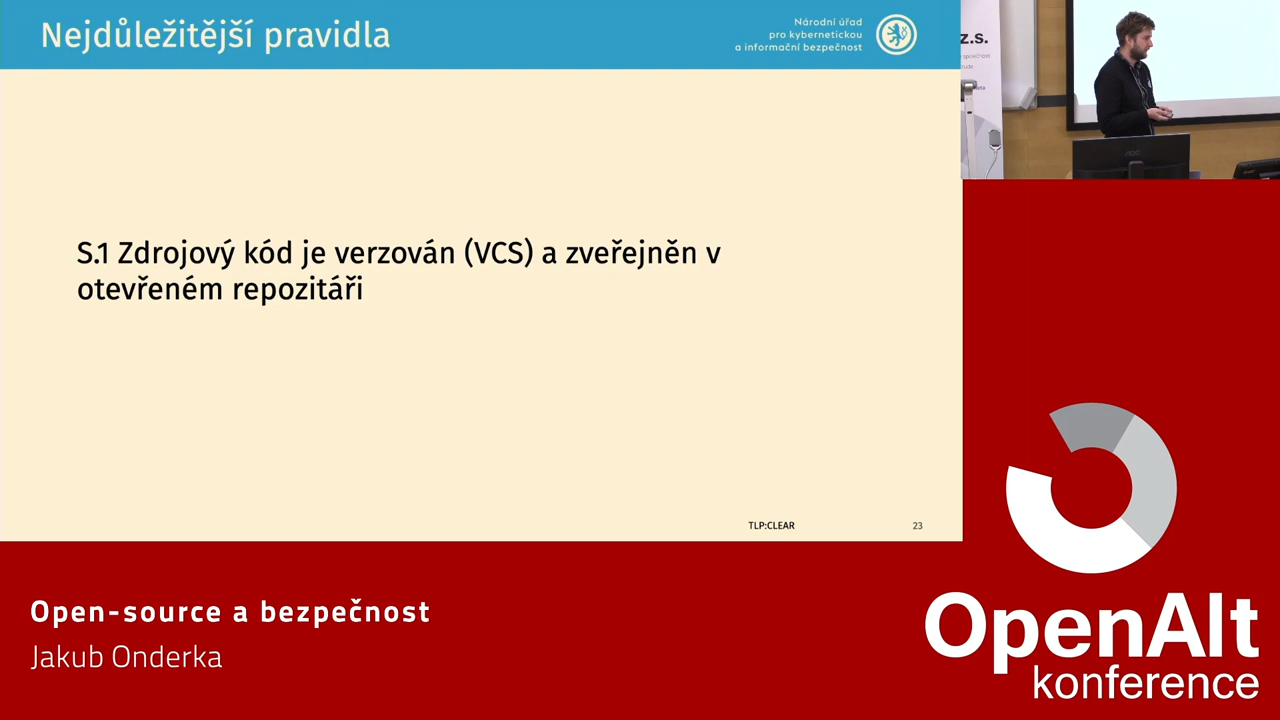 Nejdůležitější pravidla
Národní úřad
pro kybernetickou
a informační bezpečnost
z.s.
S.1 Zdrojový kód je verzován (VCS) a zveřejněn v
otevřeném repozitáři
TLP:CLEAR
23
Open-source a bezpečnost
Jakub Onderka
OpenAlt
konference